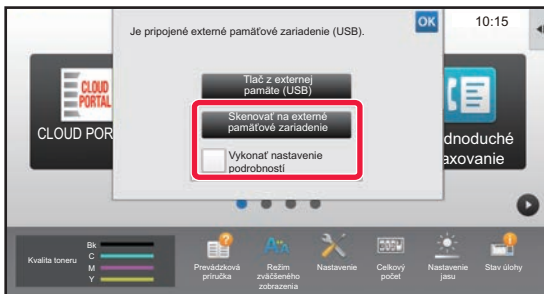 Je pripojené externé pamäťové zariadenie (USB).
OK
10:15
Tlač z externej
pamäte (USB)
Skenovať na externé
pamäťové zariadenie
Vykonať nastavenie
podrobností
CLOUD
PORTAL
CLOUD POR
dnoduché
axovanie
Kvalita toneru
Bk
C
M
Y
Prevádzková
príručka
Režim
zväčšeného
zobrazenia
Nastavenie
Celkový
počet
Nastavenie
jasu
Stav úlohy